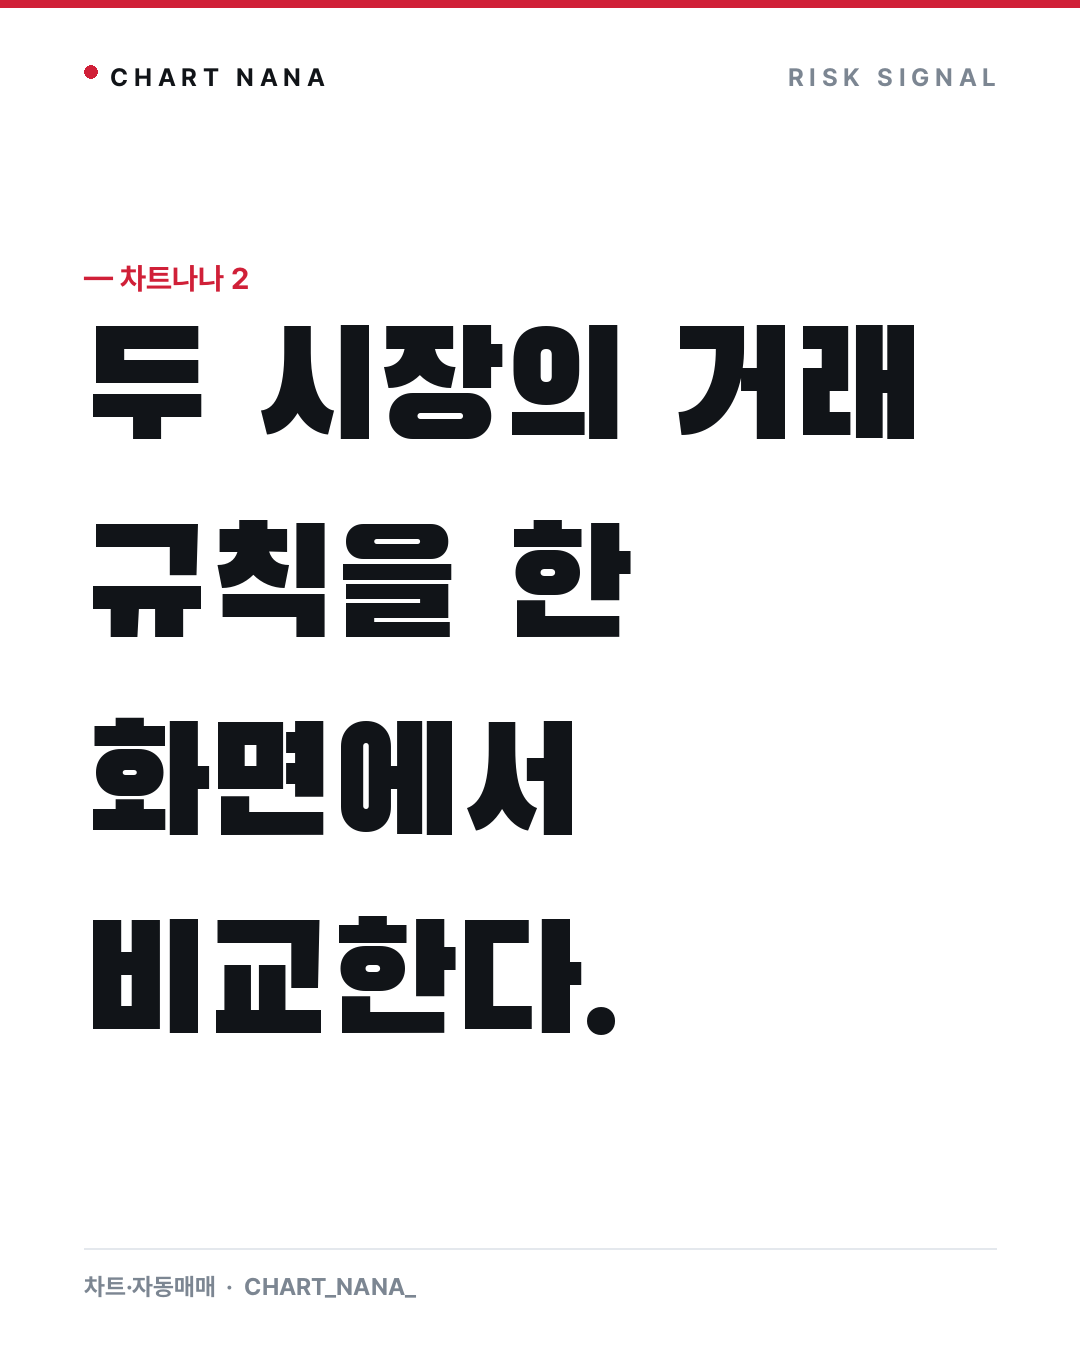 CHART NANA
RISK SIGNAL
— 차트나나 2
두 시장의 거래
규칙을 한
화면에서
비교한다.
차트·자동매매 · CHART_NANA_